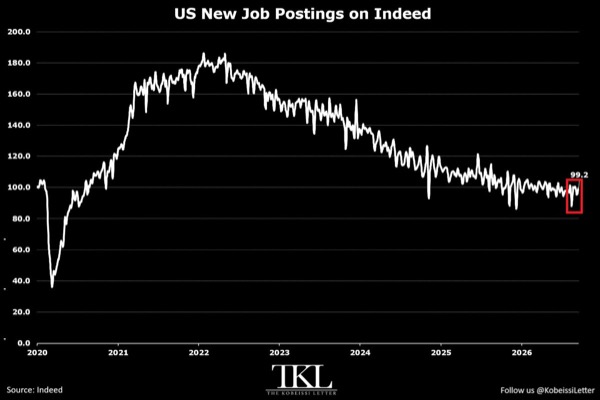 US New Job Postings on Indeed
200.0
180.0
160.0
140.0
120.0
100.0
80.0
60.0
40.0
20.0
0.0
99.2
2020 2021 2022 2023 2024 2025 2026
Source: Indeed
TKL
THE KOBEISSI LETTER
Follow us @KobeissiLetter